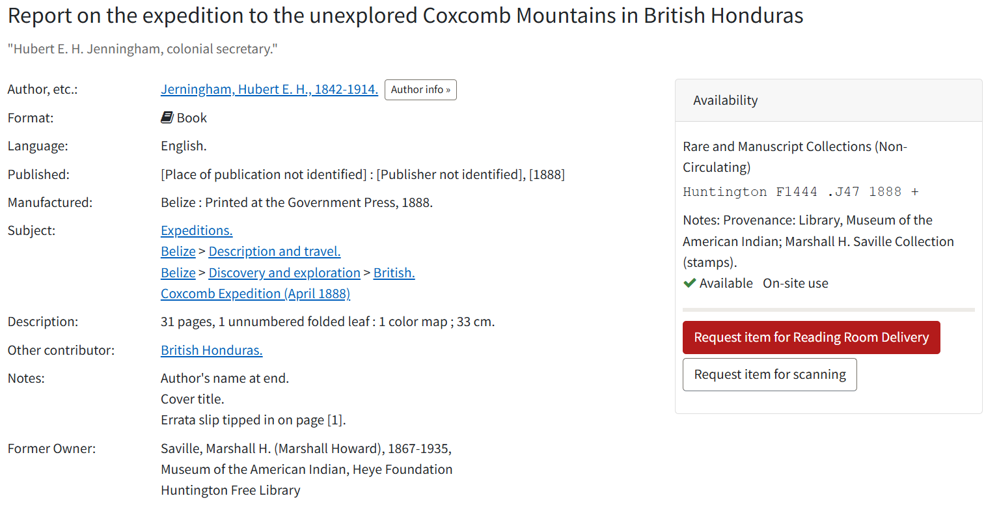 Report on the expedition to the unexplored Coxcomb Mountains in British Honduras
"Hubert E. H. Jenningham, colonial secretary."
Author, etc.: Jerningham, Hubert E. H., 1842-1914. Author info »
Format: Book
Language: English.
Published: [Place of publication not identified] : [Publisher not identified], [1888]
Manufactured: Belize : Printed at the Government Press, 1888.
Subject: Expeditions.
Belize > Description and travel.
Belize > Discovery and exploration > British.
Coxcomb Expedition (April 1888)
Description: 31 pages, 1 unnumbered folded leaf : 1 color map ; 33 cm.
Other contributor: British Honduras.
Notes: Author's name at end.
Cover title.
Errata slip tipped in on page [1].
Former Owner: Saville, Marshall H. (Marshall Howard), 1867-1935,
Museum of the American Indian, Heye Foundation
Huntington Free Library
Availability
Rare and Manuscript Collections (Non-
Circulating)
Huntington F1444 .J47 1888 +
Notes: Provenance: Library, Museum of the
American Indian; Marshall H. Saville Collection
(stamps).
Available On-site use
Request item for Reading Room Delivery
Request item for scanning